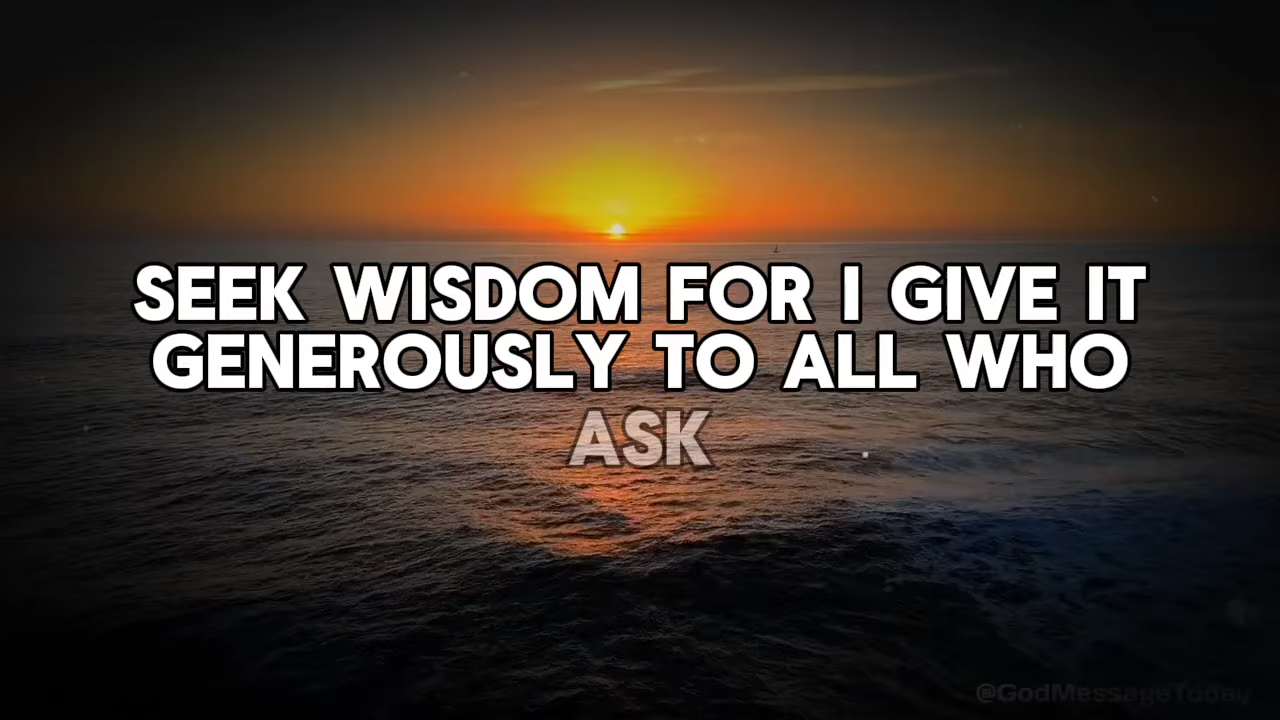 SEEK WISDOM FOR I GIVE IT
GENEROUSLY TO ALL WHO
ASK
@GodMessageToday